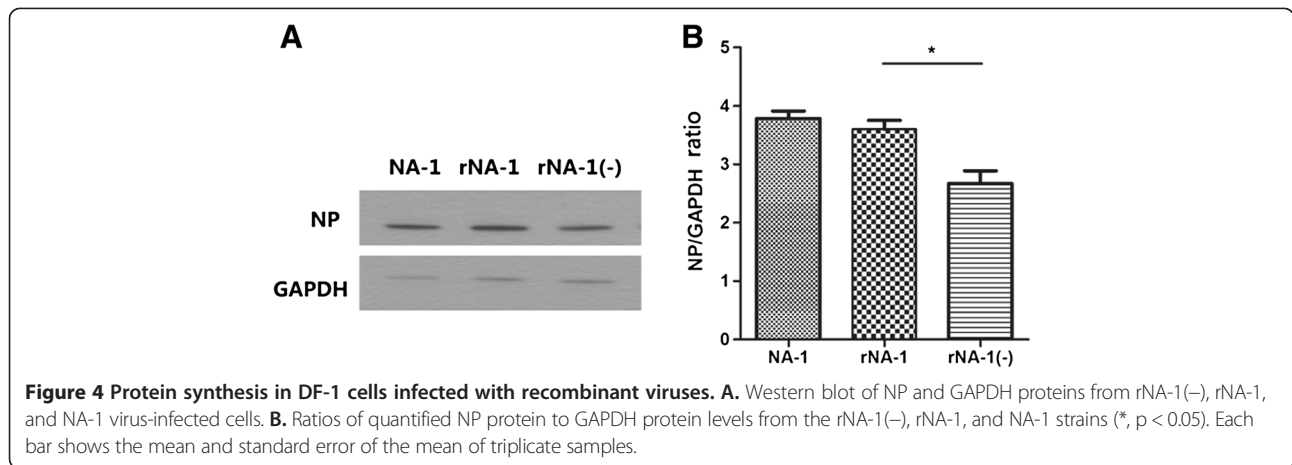 A
NA-1 rNA-1 rNA-1(-)
NP
GAPDH
B
5
4
3
2
1
0
NP/GAPDH ratio
*
NA-1
rNA-1
rNA-1(-)
Figure 4 Protein synthesis in DF-1 cells infected with recombinant viruses. A. Western blot of NP and GAPDH proteins from rNA-1(−), rNA-1,
and NA-1 virus-infected cells. B. Ratios of quantified NP protein to GAPDH protein levels from the rNA-1(−), rNA-1, and NA-1 strains (*, p < 0.05). Each
bar shows the mean and standard error of the mean of triplicate samples.